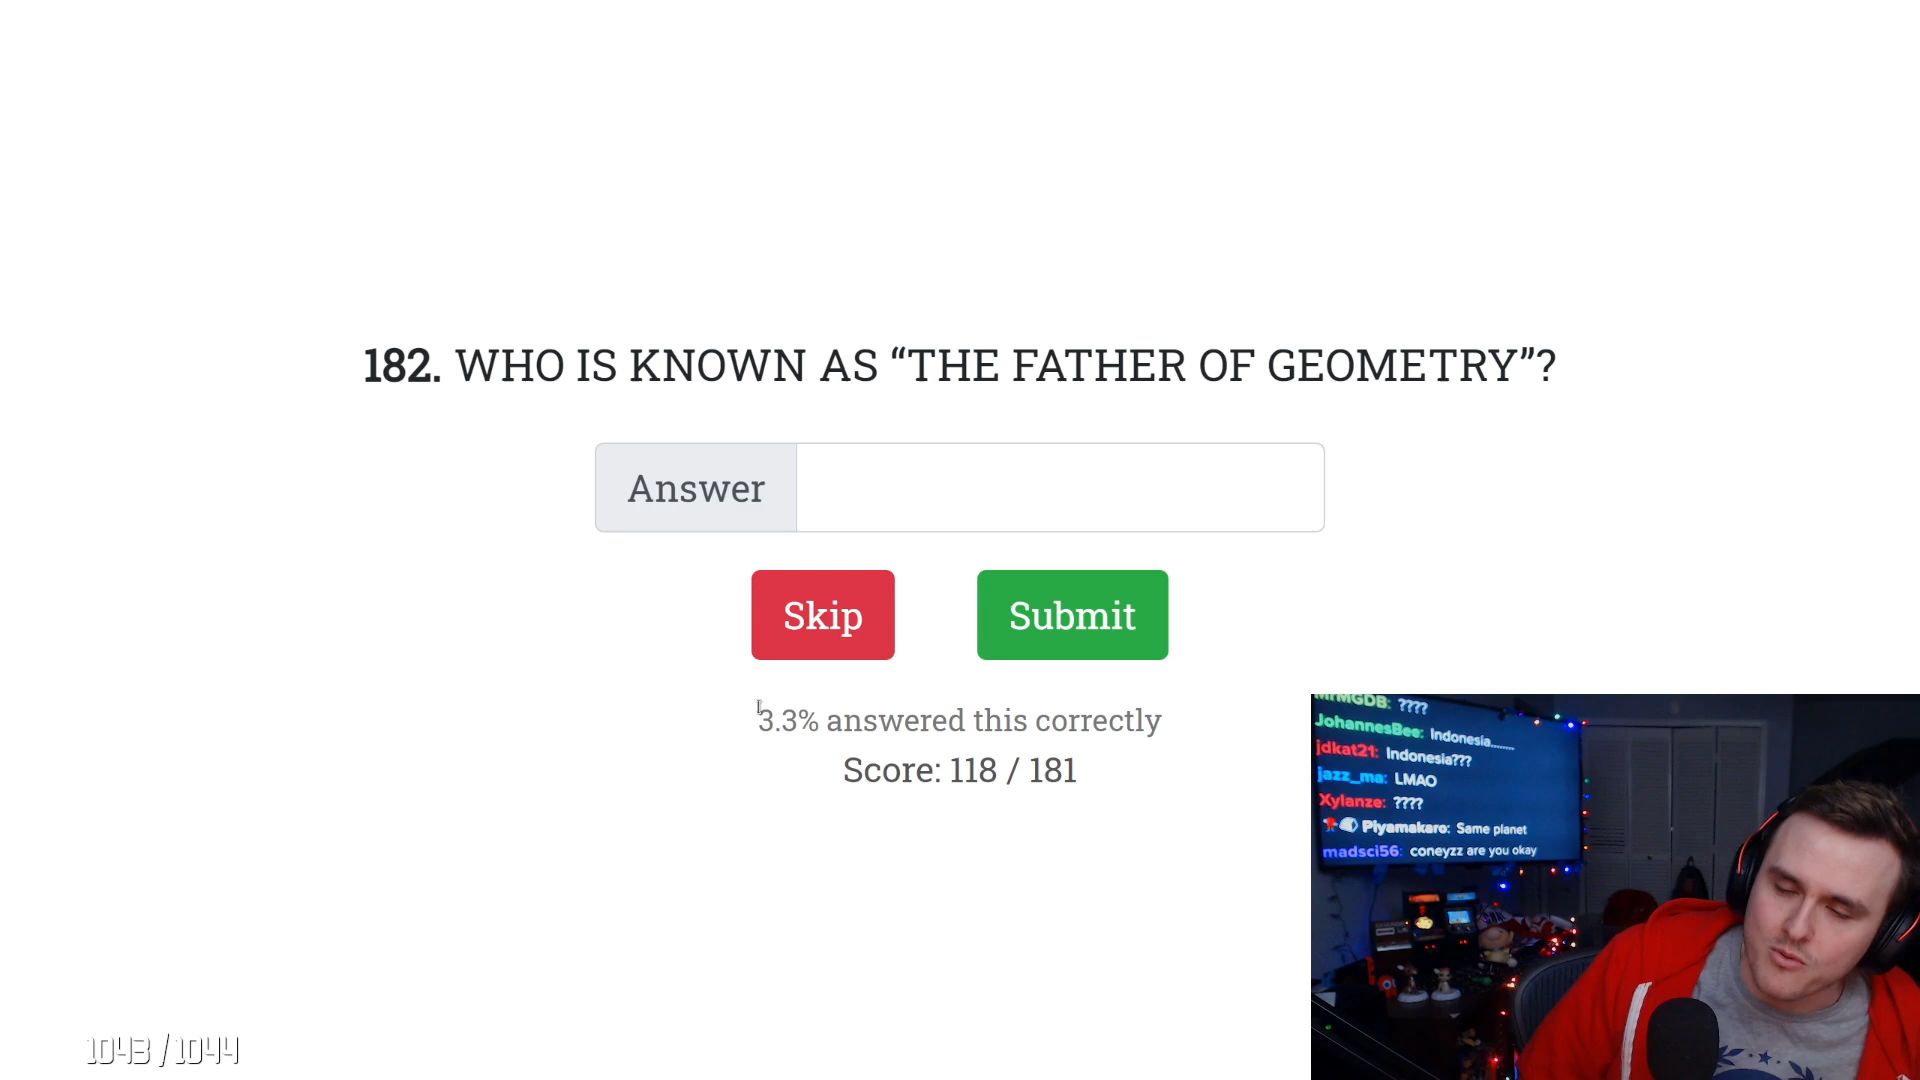 182. WHO IS KNOWN AS “THE FATHER OF GEOMETRY”?
Answer
Skip
Submit
3.3% answered this correctly
Score: 118 / 181
MrMGDB: ????
JohannesBee: Indonesia.......
jdkat21: Indonesia???
jazz_ma: LMAO
Xylanze: ????
Piyamakaro: Same planet
madsci56: coneyzz are you okay
1043 / 1044